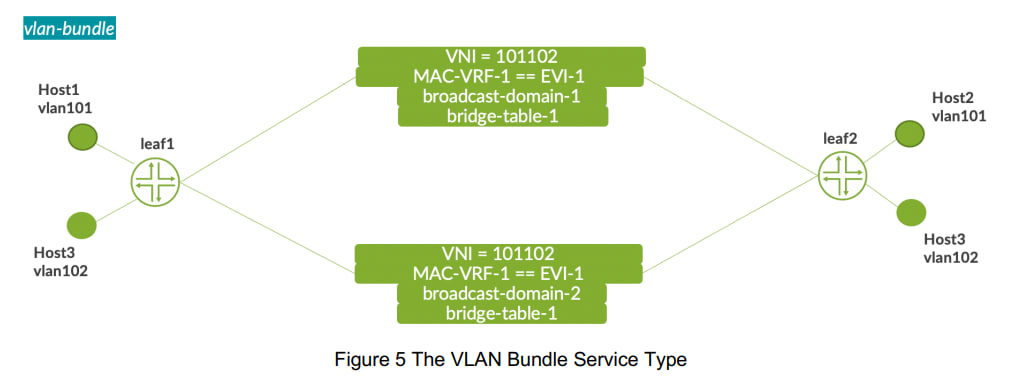 vlan-bundle
VNI = 101102
MAC-VRF-1 == EVI-1
broadcast-domain-1
bridge-table-1
Host1
vlan101
leaf1
Host3
vlan102
leaf2
Host2
vlan101
Host3
vlan102
VNI = 101102
MAC-VRF-1 == EVI-1
broadcast-domain-2
bridge-table-1
Figure 5 The VLAN Bundle Service Type